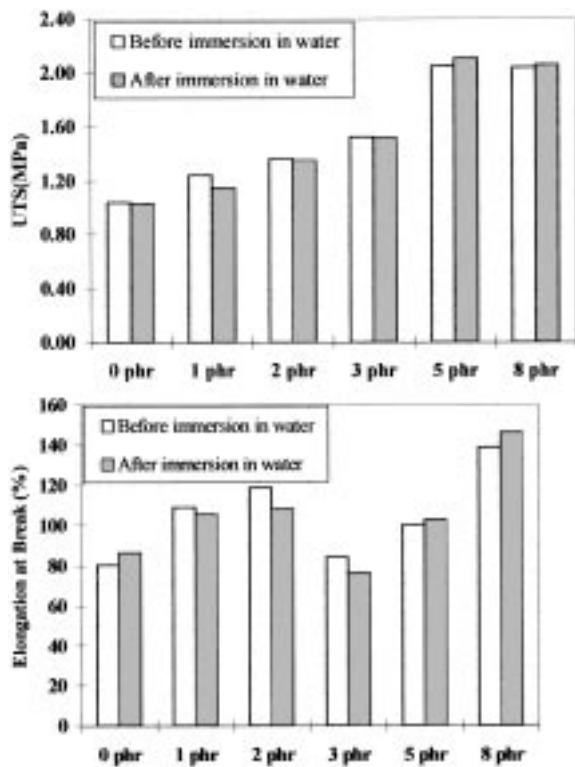 2.40
2.00
1.60
1.20
0.80
0.40
0.00
UTS(MPa)
Before immersion in water
After immersion in water
0 phr 1 phr 2 phr 3 phr 5 phr 8 phr
160
140
120
100
80
60
40
20
0
Elongation at Break (%)
Before immersion in water
After immersion in water
0 phr 1 phr 2 phr 3 phr 5 phr 8 phr